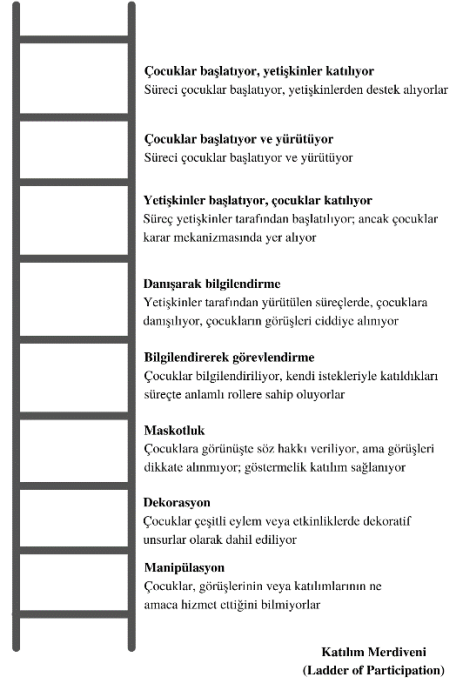 Çocuklar başlatıyor, yetişkinler katılıyor
Süreci çocuklar başlatıyor, yetişkinlerden destek alıyorlar
Çocuklar başlatıyor ve yürütüyor
Süreci çocuklar başlatıyor ve yürütüyor
Yetişkinler başlatıyor, çocuklar katılıyor
Süreç yetişkinler tarafından başlatılıyor; ancak çocuklar
karar mekanizmasında yer alıyor
Danışarak bilgilendirme
Yetişkinler tarafından yürütülen süreçlerde, çocuklara
danışılıyor, çocukların görüşleri ciddiye alınıyor
Bilgilendirerek görevlendirme
Çocuklar bilgilendiriliyor, kendi istekleriyle katıldıkları
süreçte anlamlı rollere sahip oluyorlar
Maskotluk
Çocuklara görünüşte söz hakkı veriliyor, ama görüşleri
dikkate alınmıyor; göstermelik katılım sağlanıyor
Dekorasyon
Çocuklar çeşitli eylem veya etkinliklerde dekoratif
unsurlar olarak dahil ediliyor
Manipülasyon
Çocuklar, görüşlerinin veya katılımlarının ne
amaca hizmet ettiğini bilmiyorlar
Katılım Merdiveni
(Ladder of Participation)